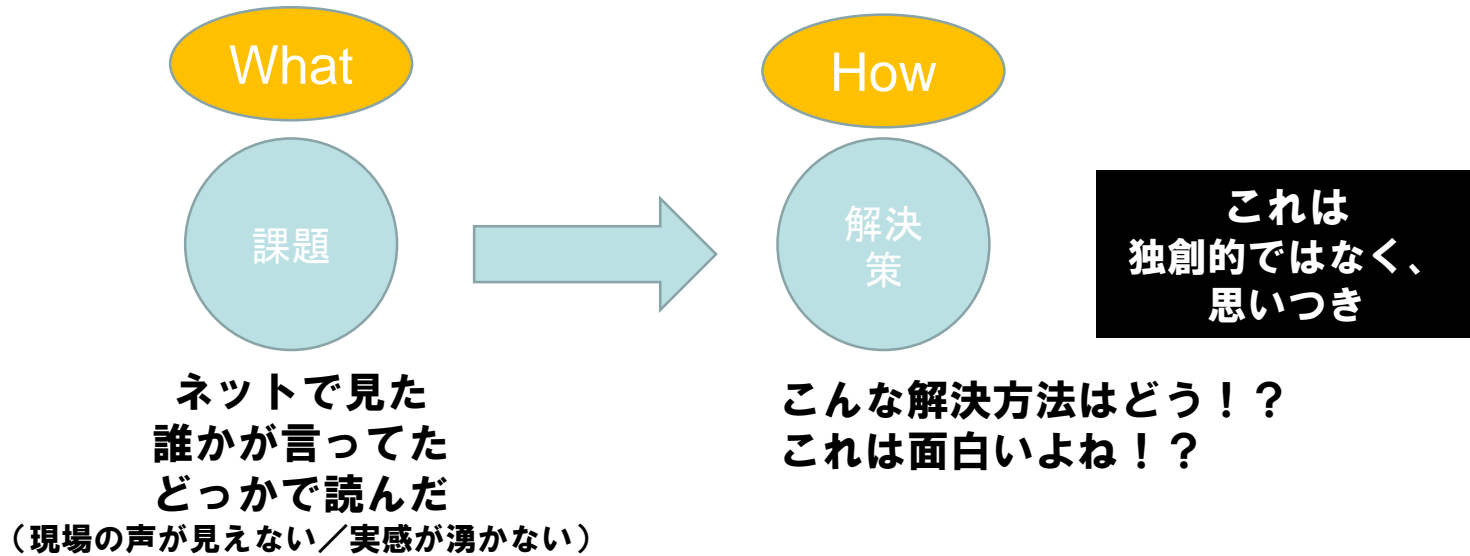 What
How
課題
解決
策
これは
独創的ではなく、
思いつき
ネットで見た
誰かが言ってた
どっかで読んだ
（現場の声が見えない／実感が湧かない）
こんな解決方法はどう！？
これは面白いよね！？